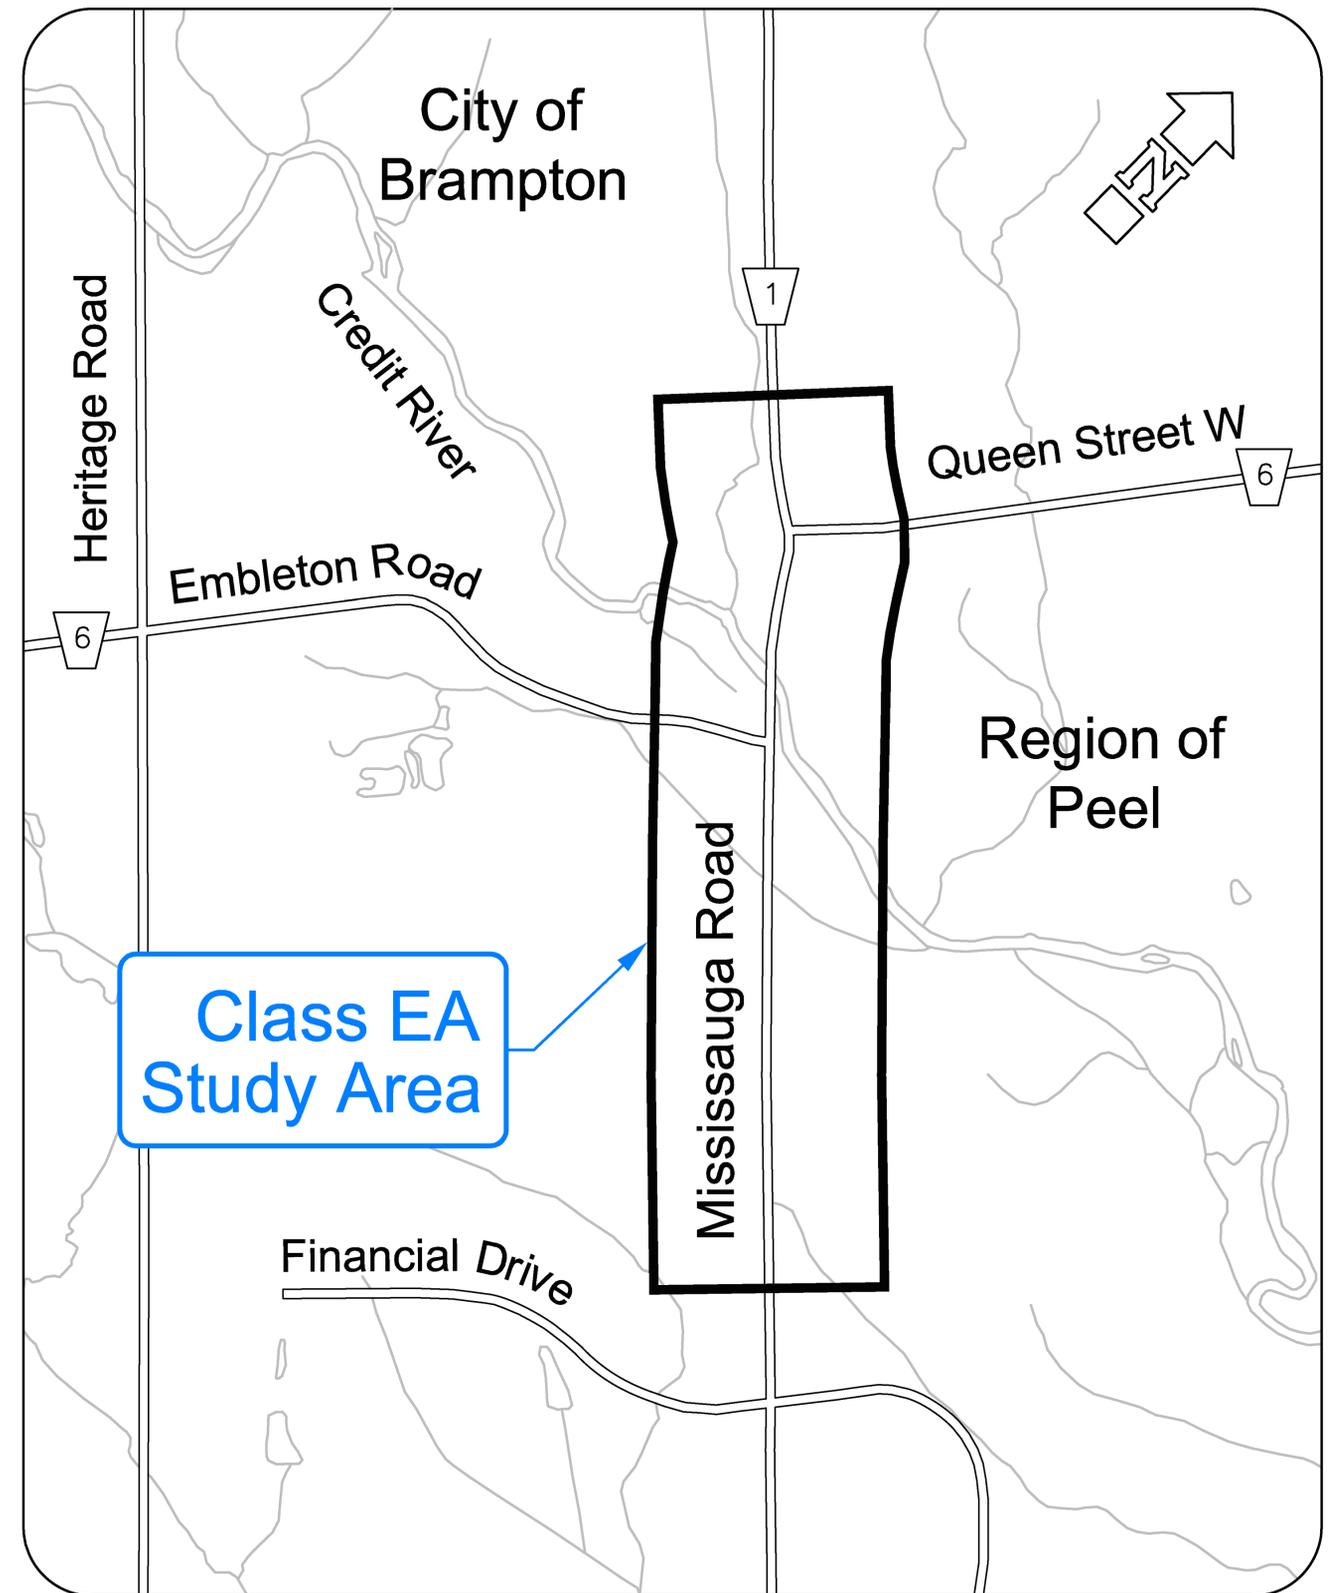 City of
Brampton
N
1
Heritage Road
Credit River
Queen Street W
6
Embleton Road
6
Region of
Peel
Mississauga Road
Class EA
Study Area
Financial Drive